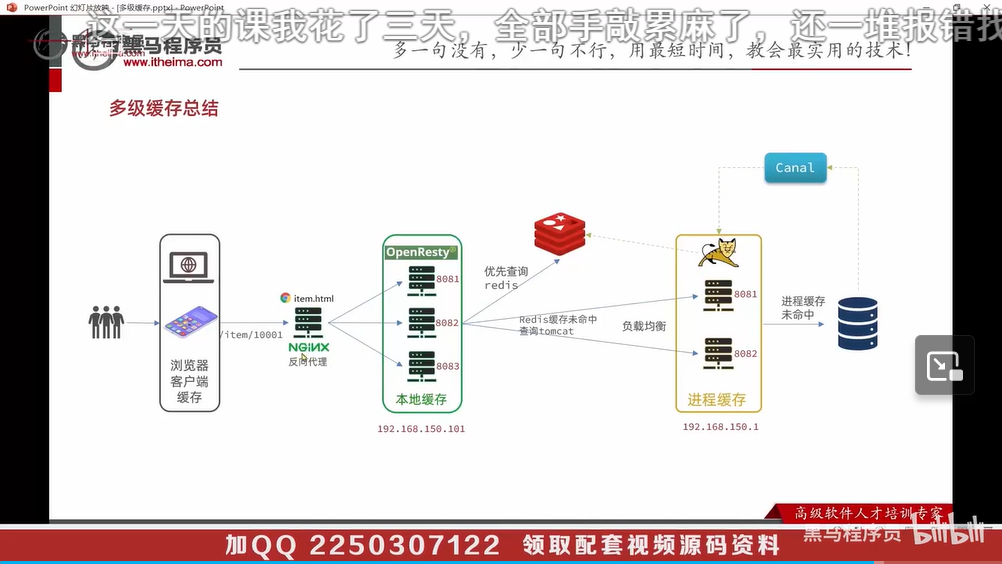 PowerPoint 幻灯片放映 - [多级缓存.pptx] - PowerPoint
这一天的课我花了三天，全部手敲累麻了，还一堆报错找
黑马程序员
www.itheima.com
多一句没有，少一句不行，用最短时间，教会最实用的技术！
多级缓存总结
Canal
OpenResty
优先查询
redis
8081
8082
8083
item.html
/item/10001
NGINX
反向代理
浏览器
客户端
缓存
本地缓存
192.168.150.101
Redis缓存未命中
查询tomcat
负载均衡
8081
8082
进程缓存
192.168.150.1
进程缓存
未命中
高级软件人才培训专家
黑马程序员 bilibili
加QQ 2250307122 领取配套视频源码资料